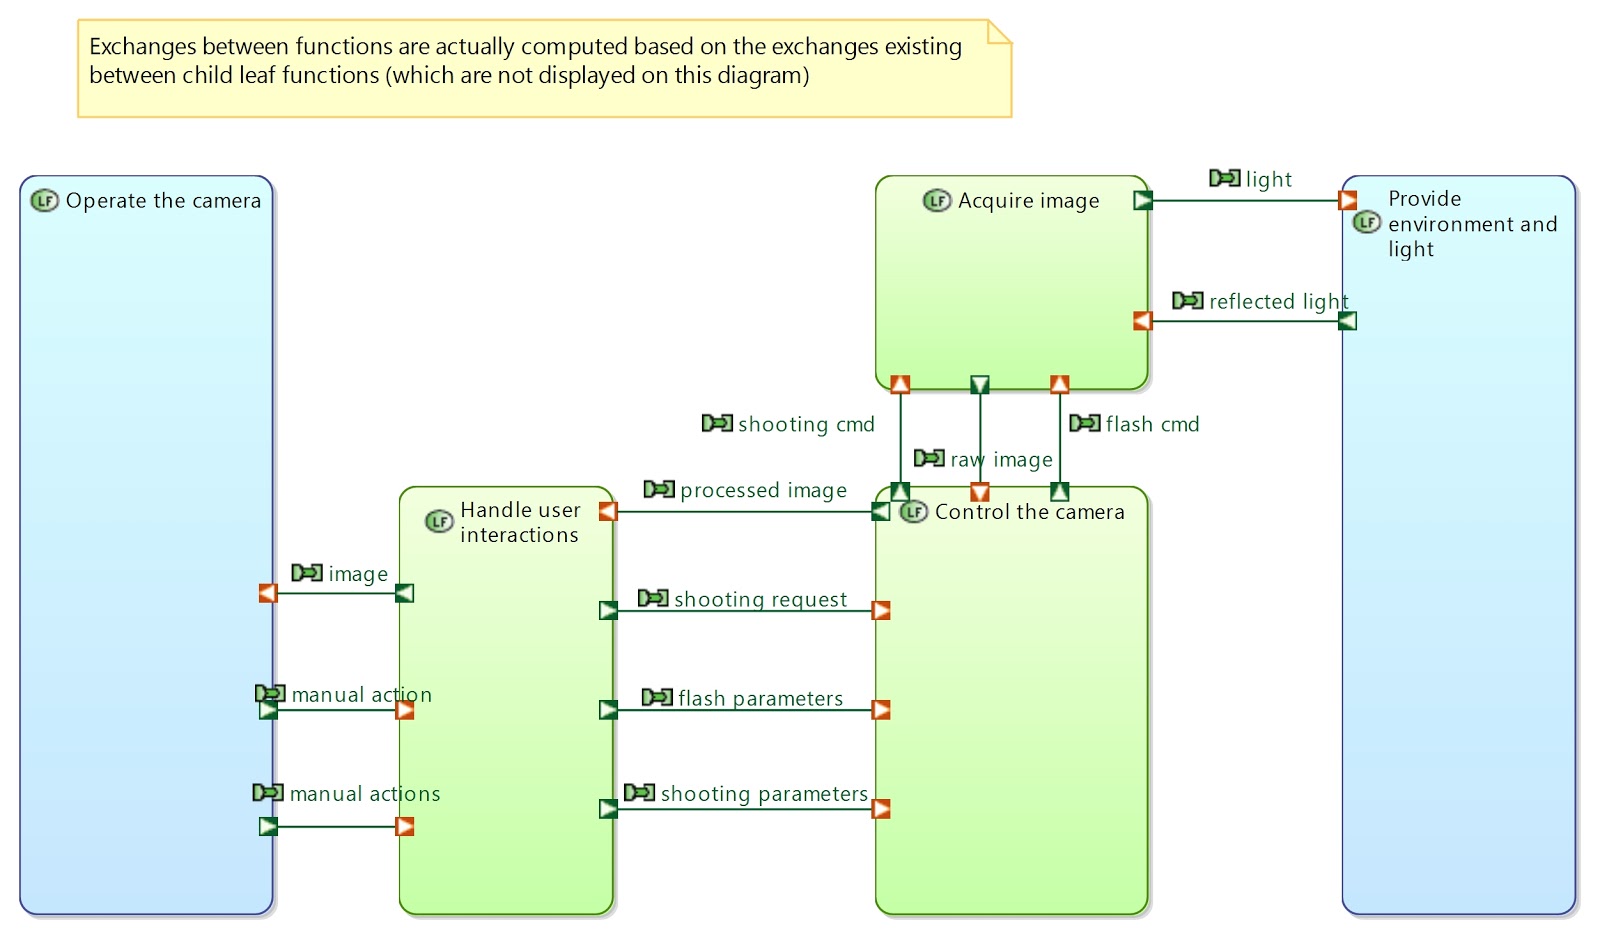 Exchanges between functions are actually computed based on the exchanges existing
between child leaf functions (which are not displayed on this diagram)
LF Operate the camera
LF Acquire image
light
LF Provide
environment and
light
reflected light
shooting cmd
flash cmd
raw image
processed image
LF Handle user
interactions
LF Control the camera
image
shooting request
manual action
flash parameters
manual actions
shooting parameters